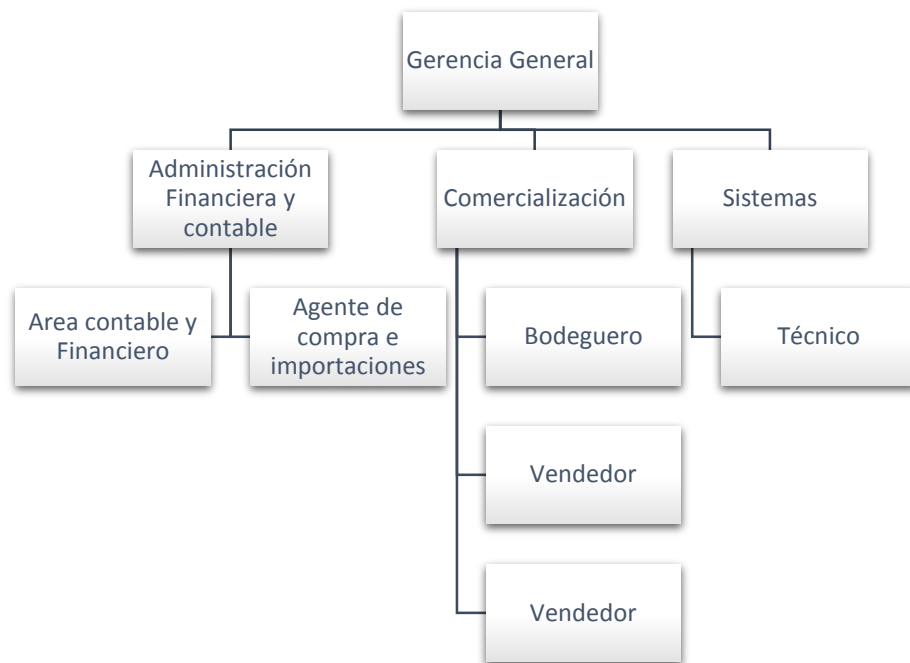 Gerencia General
Administración
Financiera y
contable
Comercialización
Sistemas
Area contable y
Financiero
Agente de
compra e
importaciones
Bodeguero
Técnico
Vendedor
Vendedor